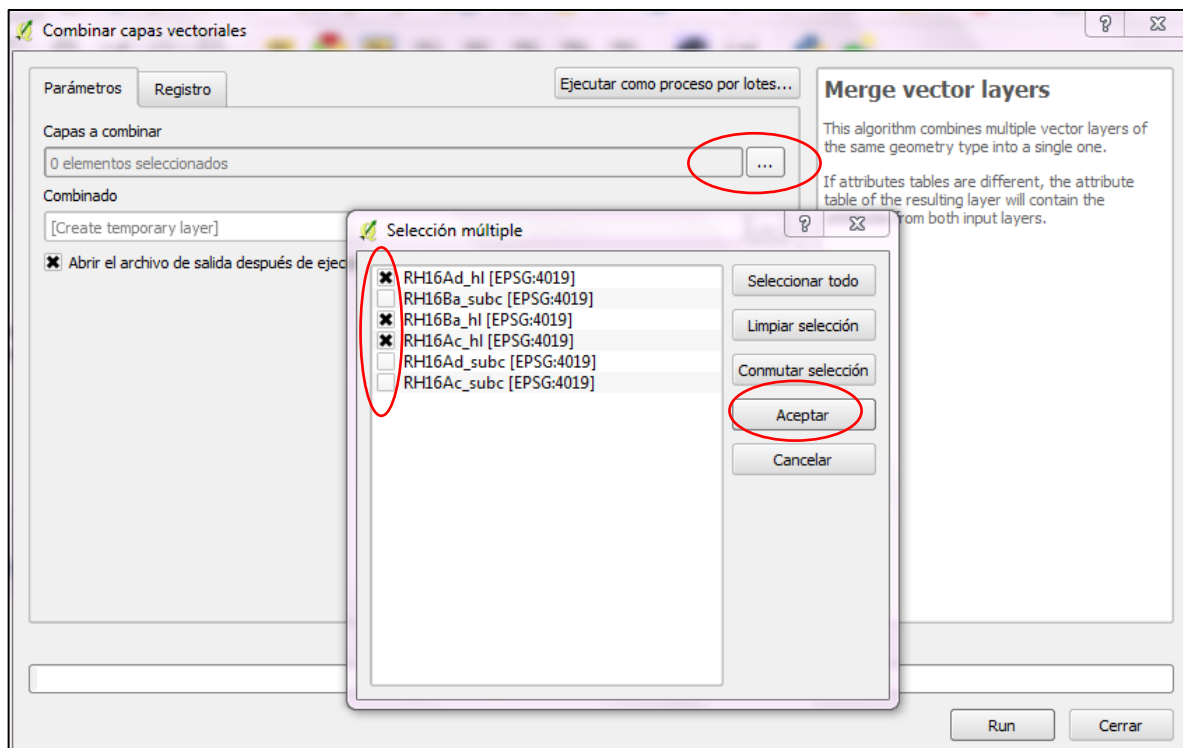 Combinar capas vectoriales
Parámetros
Registro
Ejecutar como proceso por lotes...
Capas a combinar
0 elementos seleccionados
...
Combinado
[Create temporary layer]
Abrir el archivo de salida después de ejec
Merge vector layers
This algorithm combines multiple vector layers of
the same geometry type into a single one.
If attributes tables are different, the attribute
table of the resulting layer will contain the
from both input layers.
Selección múltiple
RH16Ad_hl [EPSG:4019]
RH16Ba_subc [EPSG:4019]
RH16Ba_hl [EPSG:4019]
RH16Ac_hl [EPSG:4019]
RH16Ad_subc [EPSG:4019]
RH16Ac_subc [EPSG:4019]
Seleccionar todo
Limpiar selección
Conmutar selección
Aceptar
Cancelar
Run
Cerrar